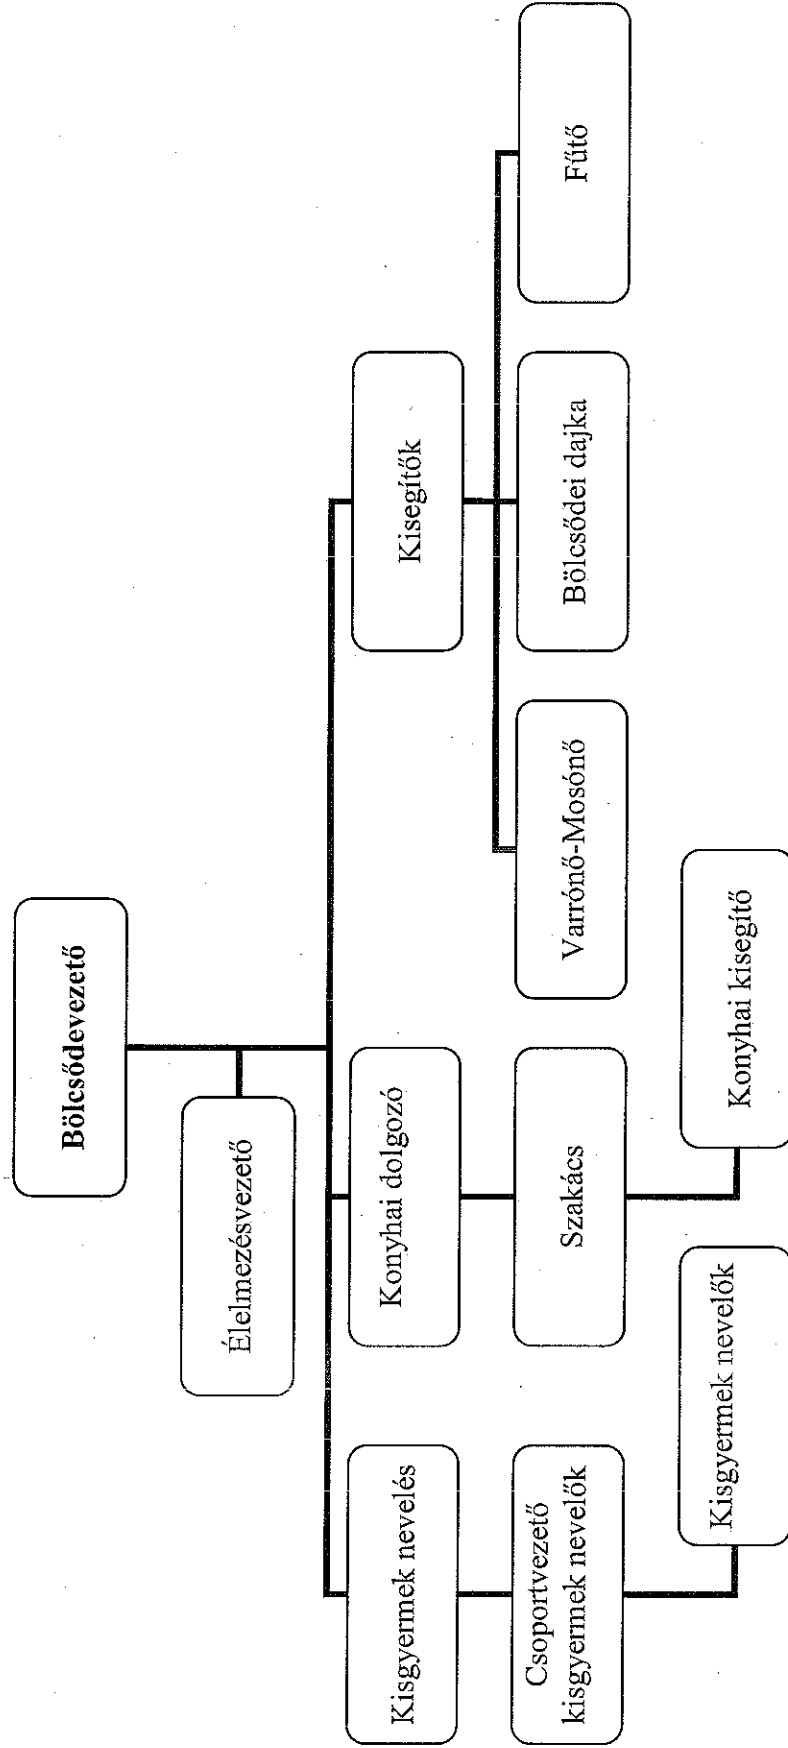 Bölcsődevezető
Élelmezésvezető
Kisgyermek nevelés
Konyhai dolgozó
Kisegítők
Csoportvezető
kisgyermek nevelők
Szakács
Varrónő-Mosónő
Bölcsődei dajka
Fűtő
Kisgyermek nevelők
Konyhai kisegítő